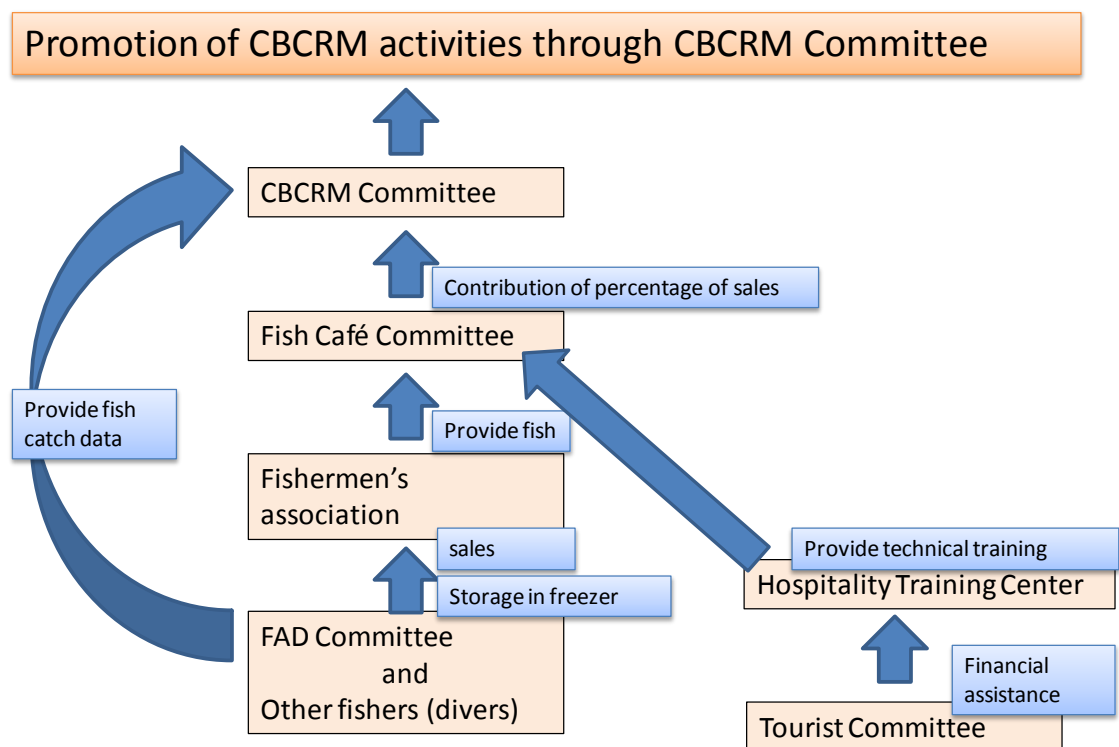 Promotion of CBCRM activities through CBCRM Committee
CBCRM Committee
Contribution of percentage of sales
Fish Café Committee
Provide fish
catch data
Provide fish
Fishermen's
association
sales
Provide technical training
Hospitality Training Center
Storage in freezer
FAD Committee
and
Other fishers (divers)
Financial
assistance
Tourist Committee